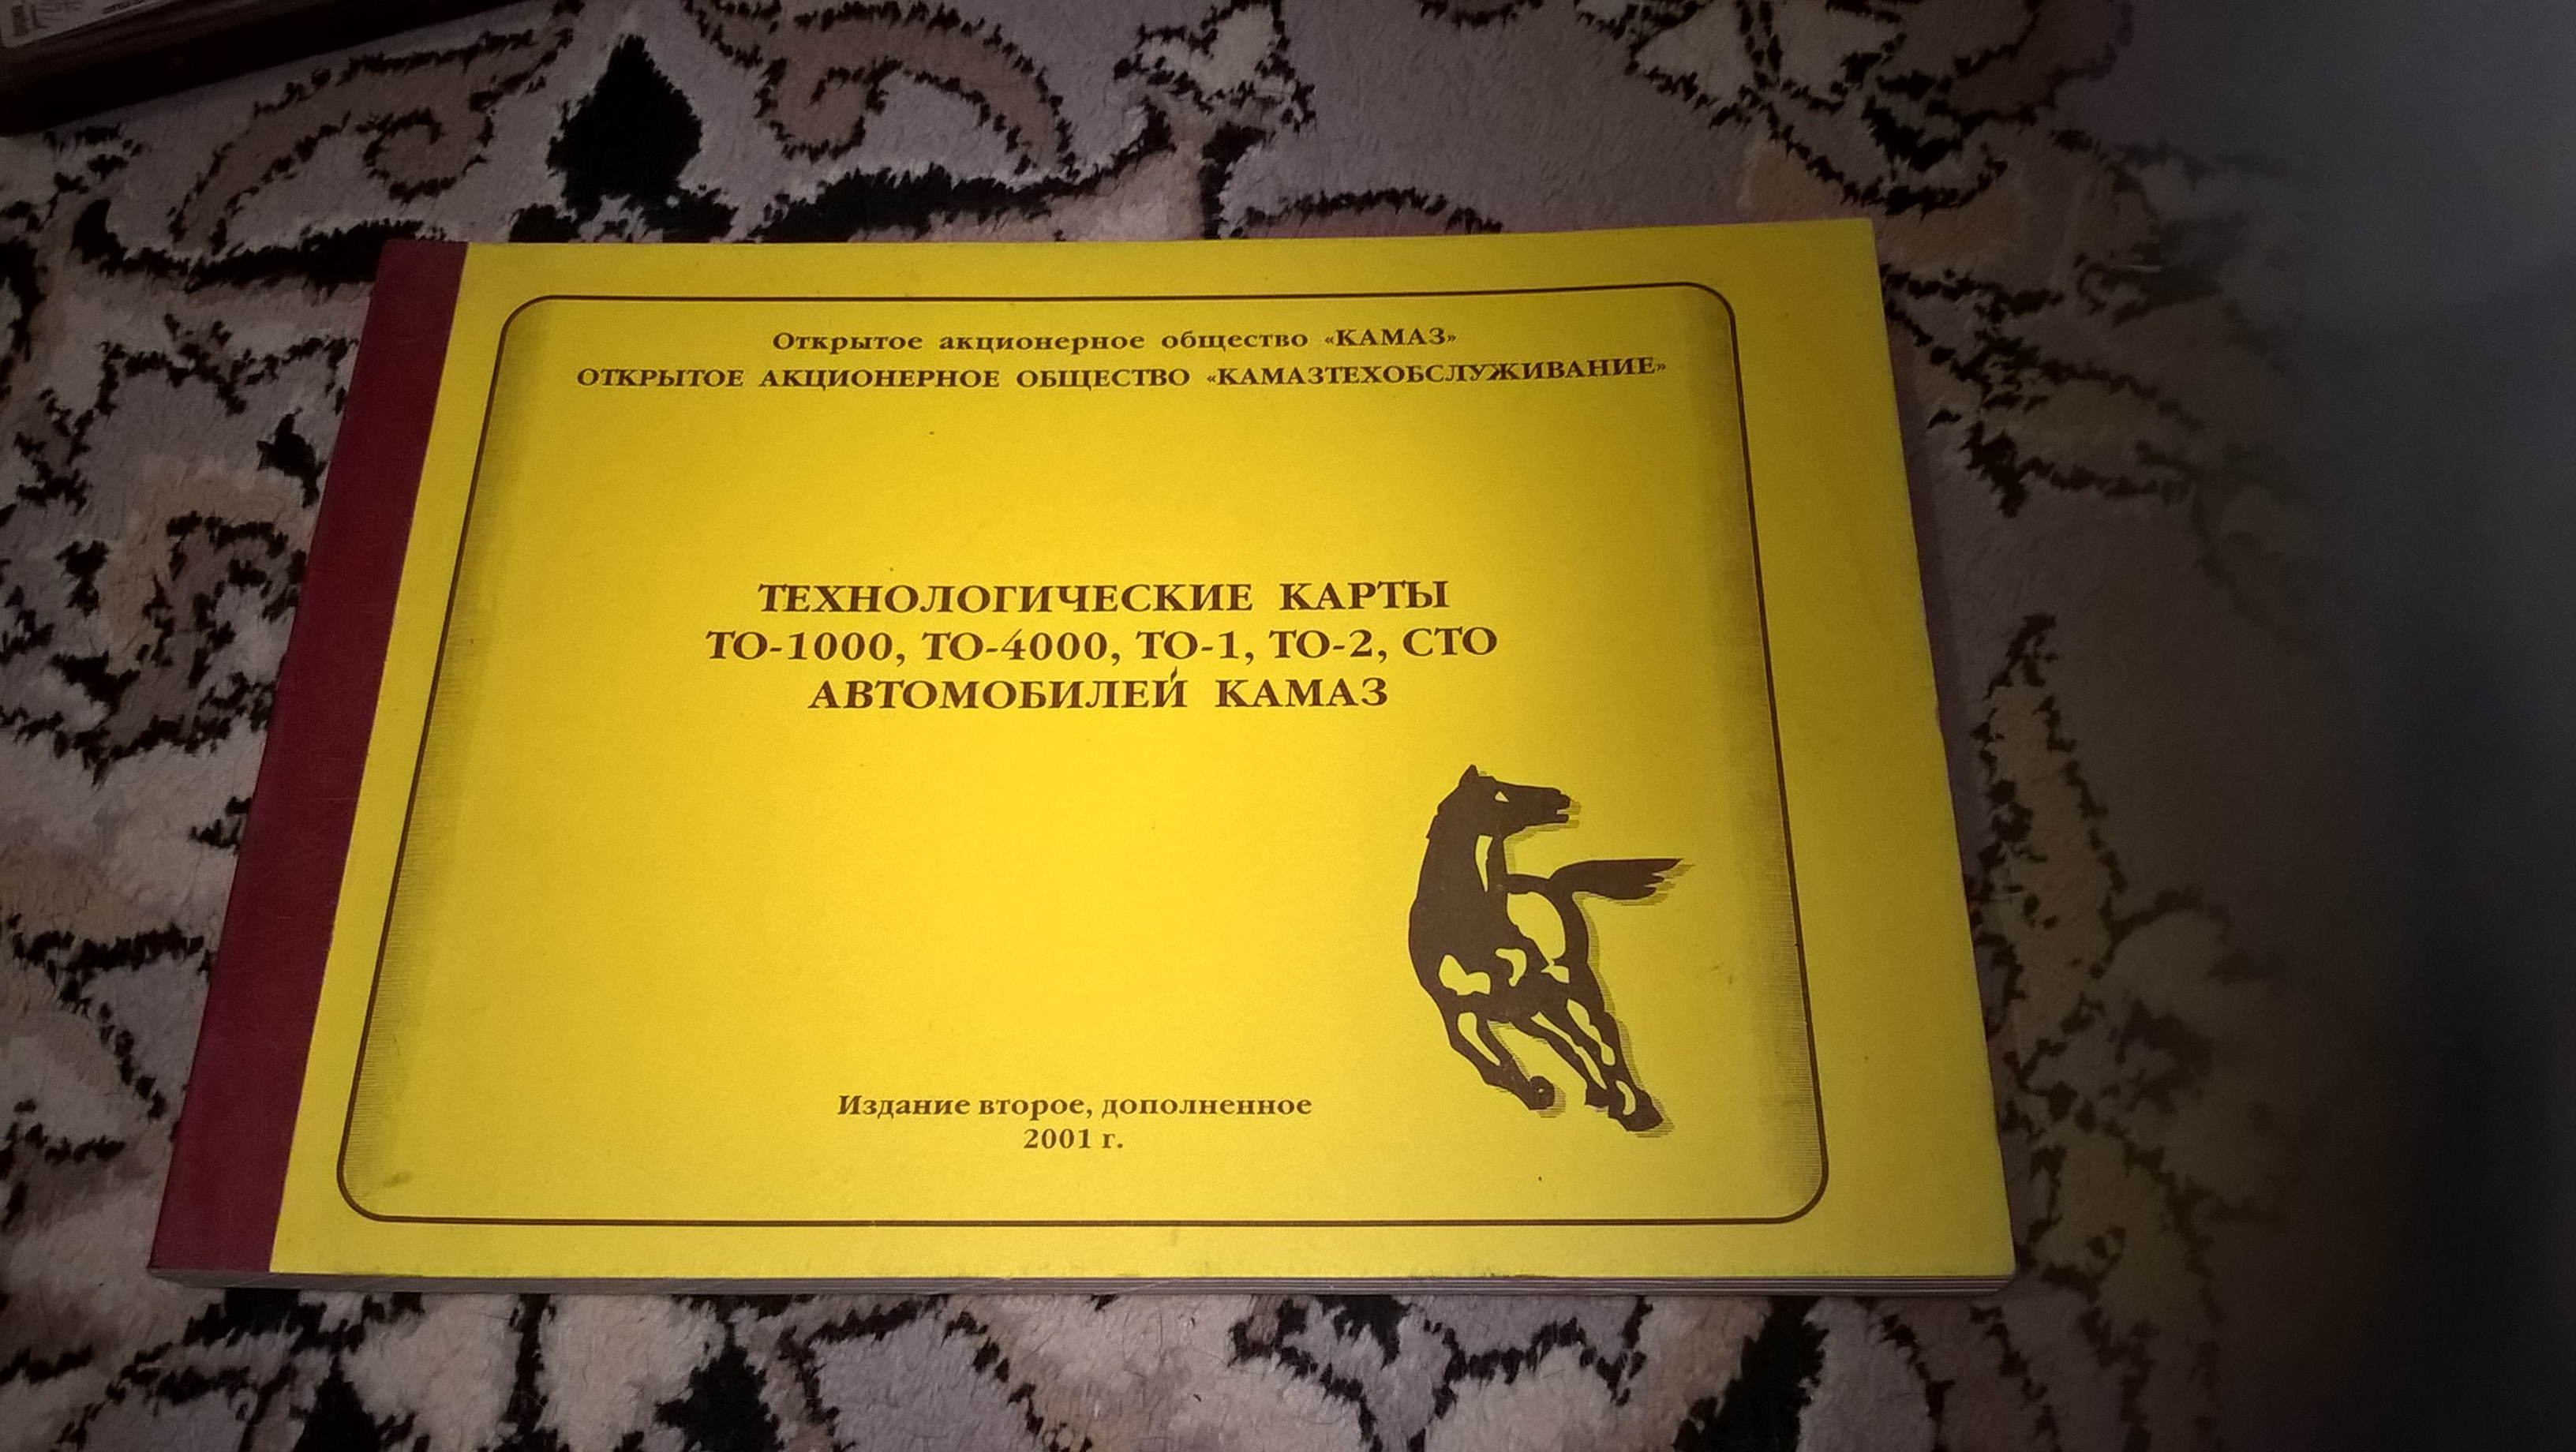 Открытое акционерное общество «КАМАЗ»
ОТКРЫТОЕ АКЦИОНЕРНОЕ ОБЩЕСТВО «КАМАЗТЕХОБСЛУЖИВАНИЕ»
ТЕХНОЛОГИЧЕСКИЕ КАРТЫ
ТО-1000, ТО-4000, ТО-1, ТО-2, СТО
АВТОМОБИЛЕЙ КАМАЗ
Издание второе, дополненное
2001 г.